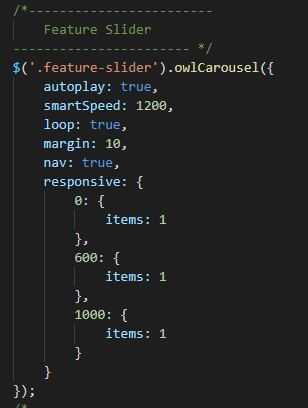 /*------------------------
    Feature Slider
----------------------- */
$('.feature-slider').owlCarousel({
    autoplay: true,
    smartSpeed: 1200,
    loop: true,
    margin: 10,
    nav: true,
    responsive: {
        0: {
            items: 1
        },
        600: {
            items: 1
        },
        1000: {
            items: 1
        }
    }
});
/*